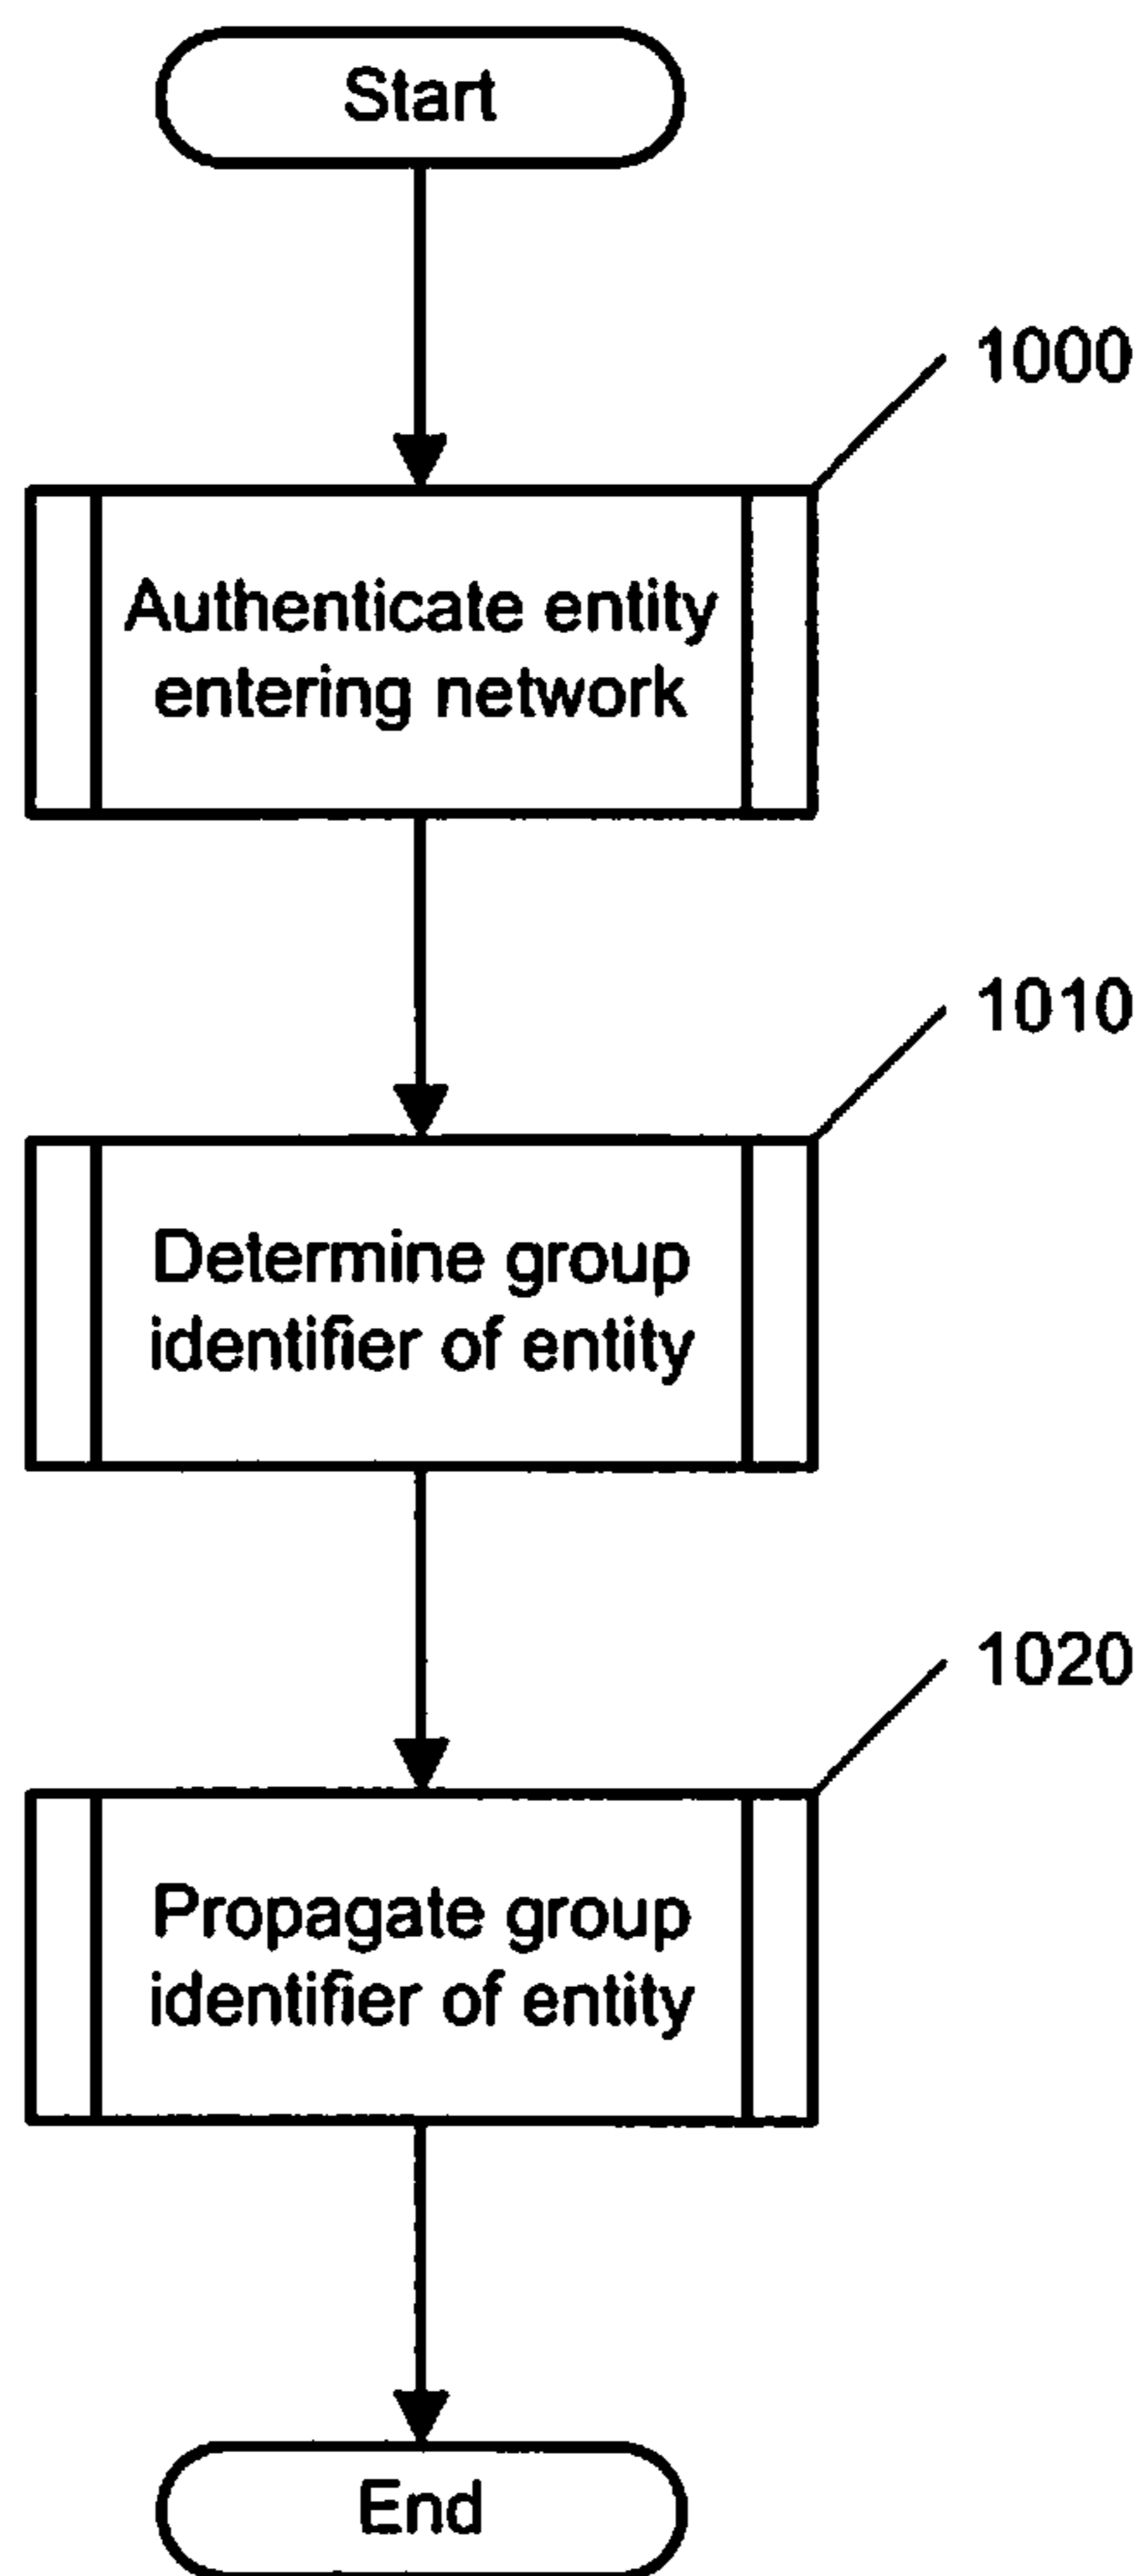 Start
1000
Authenticate entity
entering network
1010
Determine group
identifier of entity
1020
Propagate group
identifier of entity
End